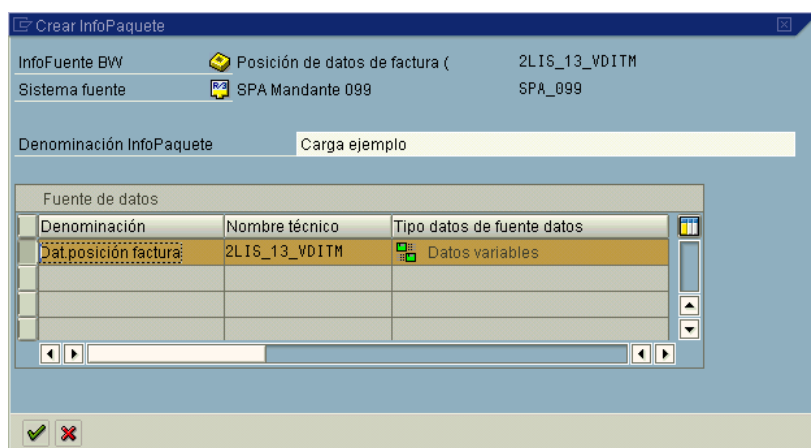 Crear InfoPaquete
InfoFuente BW Posición de datos de factura ( 2LIS_13_VDITM
Sistema fuente R/3 SPA Mandante 099 SPA_099
Denominación InfoPaquete Carga ejemplo
Fuente de datos
Denominación Nombre técnico Tipo datos de fuente datos
Dat.posición factura 2LIS_13_VDITM Datos variables